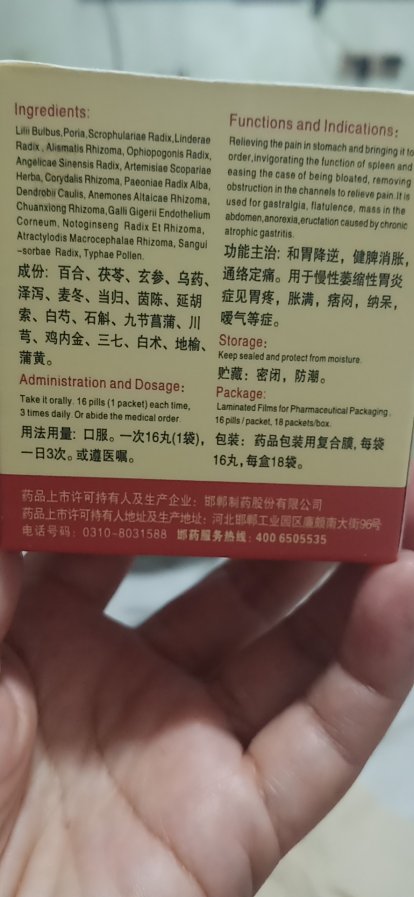 Ingredients:
Lilii Bulbus,Poria,Scrophulariae Radix,Linderae
Radix , Alismatis Rhizoma, Ophiopogonis Radix,
Angelicae Sinensis Radix, Artemisiae Scopariae
Herba, Corydalis Rhizoma, Paeoniae Radix Alba,
Dendrobii Caulis, Anemones Altaicae Rhizoma,
Chuanxiong Rhizoma,Galli Gigerii Endothelium
Corneum, Notoginseng Radix Et Rhizoma,
Atractylodis Macrocephalae Rhizoma, Sangui
-sorbae Radix, Typhae Pollen.
成份：百合、茯苓、玄参、乌药、
泽泻、麦冬、当归、茵陈、延胡
索、白芍、石斛、九节菖蒲、川
芎、鸡内金、三七、白术、地榆、
蒲黄。
Administration and Dosage:
Take it orally. 16 pills (1 packet) each time,
3 times daily. Or abide the medical order.
用法用量：口服。一次16丸(1袋)，
一日3次。或遵医嘱。
Functions and Indications:
Relieving the pain in stomach and bringing it to
order,invigorating the function of spleen and
easing the case of being bloated, removing
obstruction in the channels to relieve pain.It is
used for gastralgia, flatulence, mass in the
abdomen,anorexia,eructation caused by chronic
atrophic gastritis.
功能主治：和胃降逆，健脾消胀，
通络定痛。用于慢性萎缩性胃炎
症见胃疼，胀满，痞闷，纳呆，
嗳气等症。
Storage:
Keep sealed and protect from moisture.
贮藏：密闭，防潮。
Package:
Laminated Films for Pharmaceutical Packaging ,
16 pills / packet, 18 packets/box.
包装：药品包装用复合膜，每袋
16丸，每盒18袋。
药品上市许可持有人及生产企业：邯郸制药股份有限公司
药品上市许可持有人地址及生产地址：河北邯郸工业园区廉颇南大街96号
电话号码：0310-8031588 邯药服务热线：400 6505535